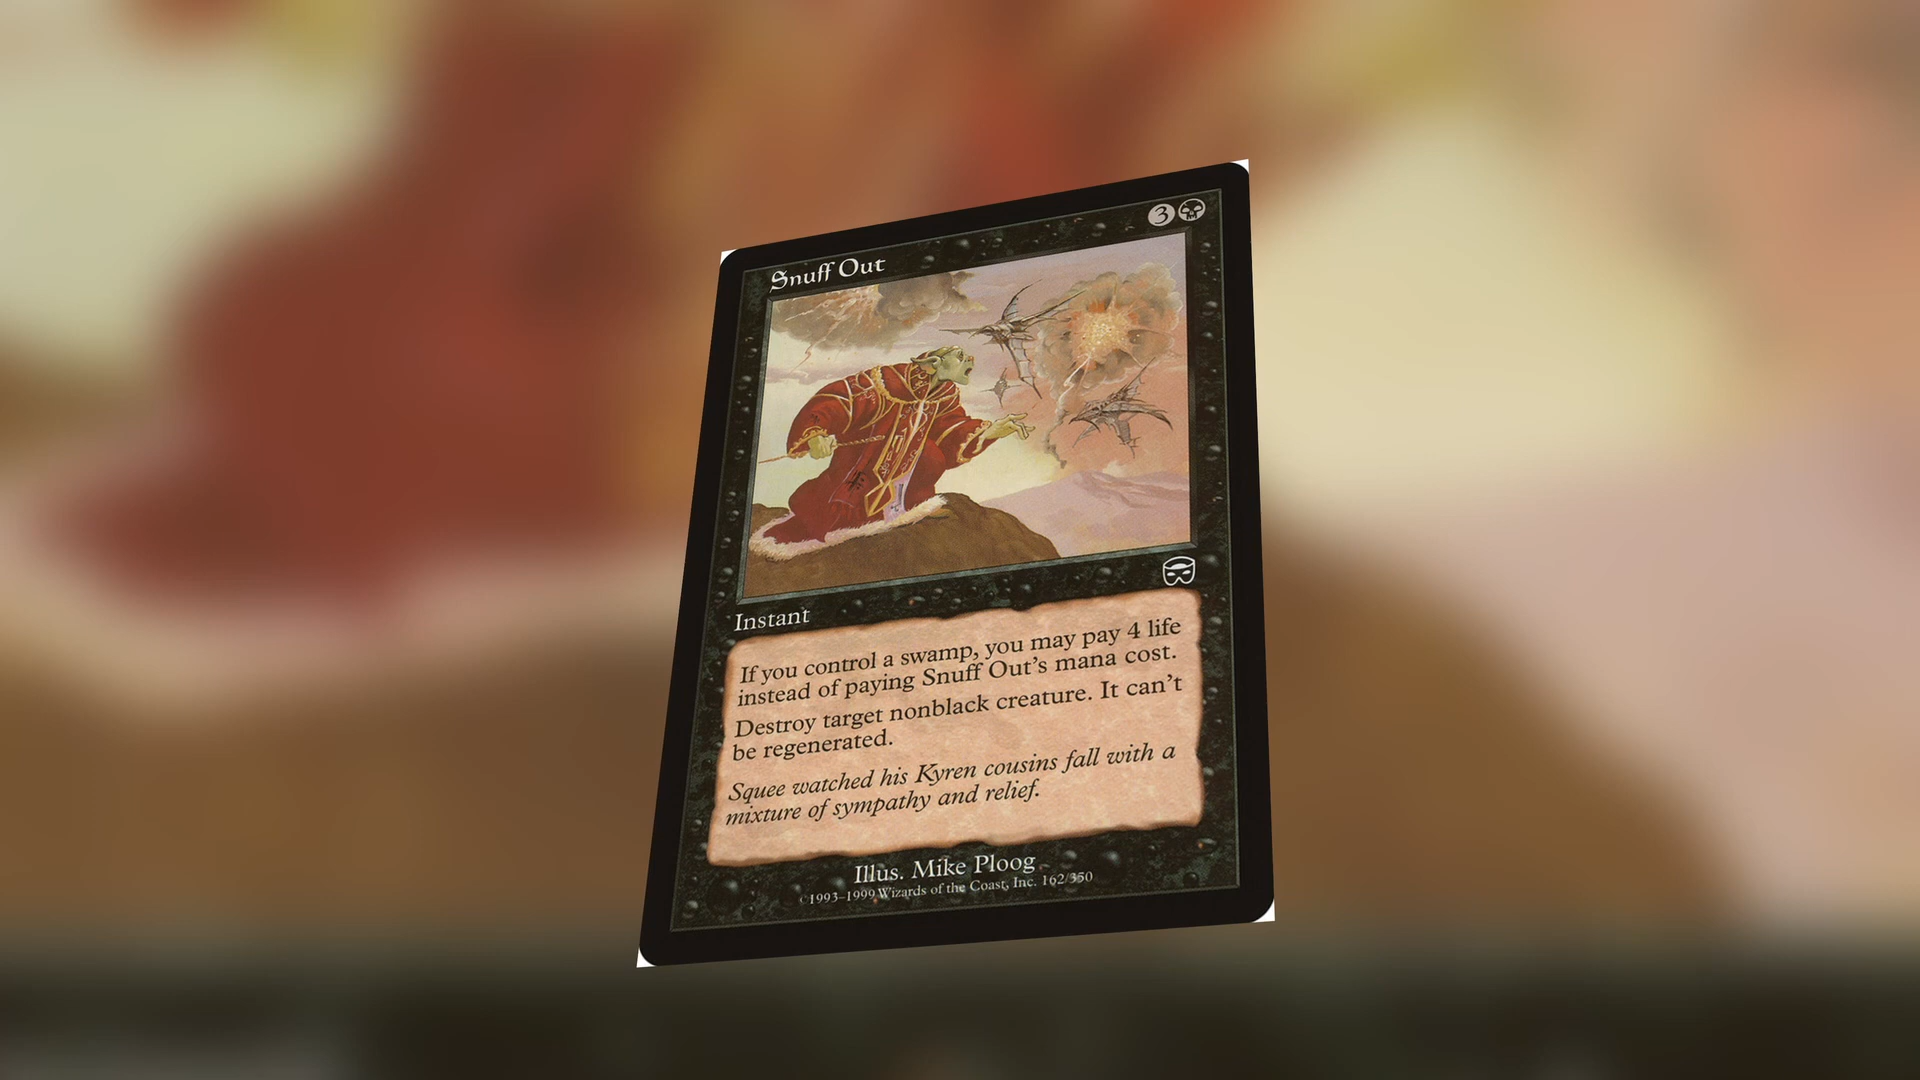 Snuff Out
3
Instant
If you control a swamp, you may pay 4 life
instead of paying Snuff Out's mana cost.
Destroy target nonblack creature. It can't
be regenerated.
Squee watched his Kyren cousins fall with a
mixture of sympathy and relief.
Illus. Mike Ploog
©1993–1999 Wizards of the Coast, Inc. 162/350